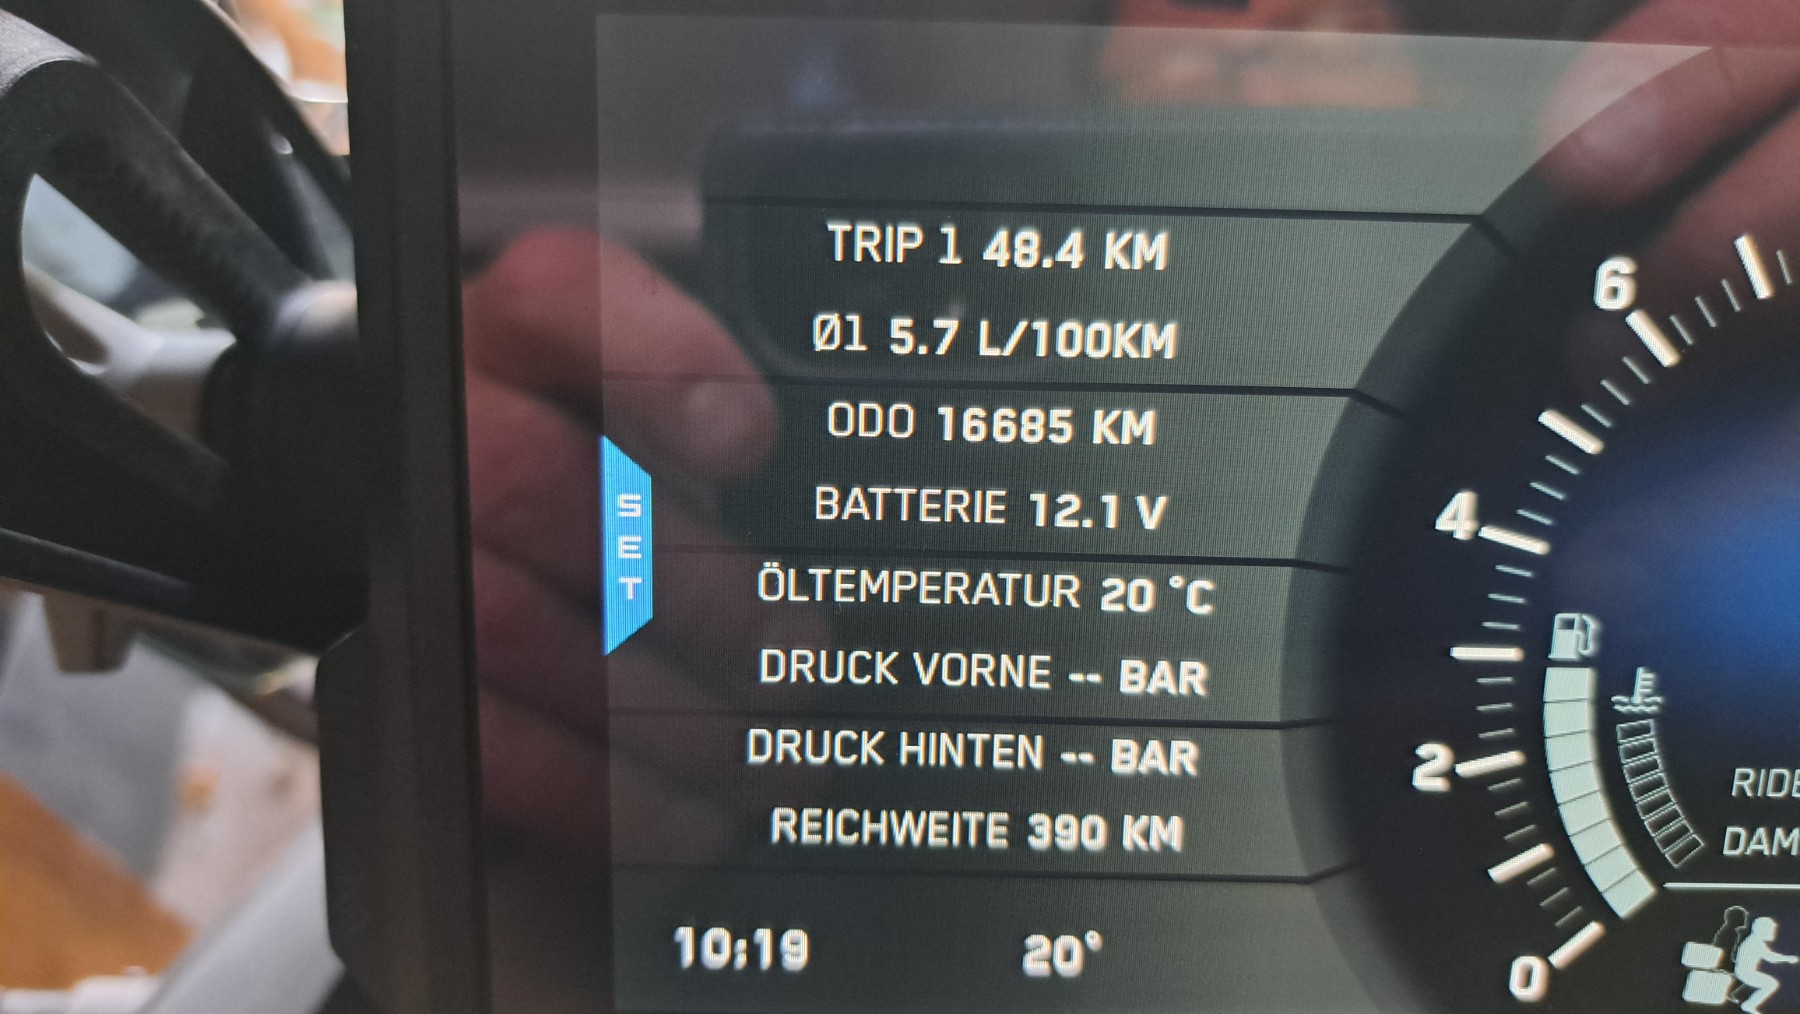 TRIP 1 48.4 KM
Ø1 5.7 L/100KM
ODO 16685 KM
BATTERIE 12.1 V
ÖLTEMPERATUR 20 °C
DRUCK VORNE -- BAR
DRUCK HINTEN -- BAR
REICHWEITE 390 KM
10:19 20°
SET
6
4
2
0
RIDE
DAM